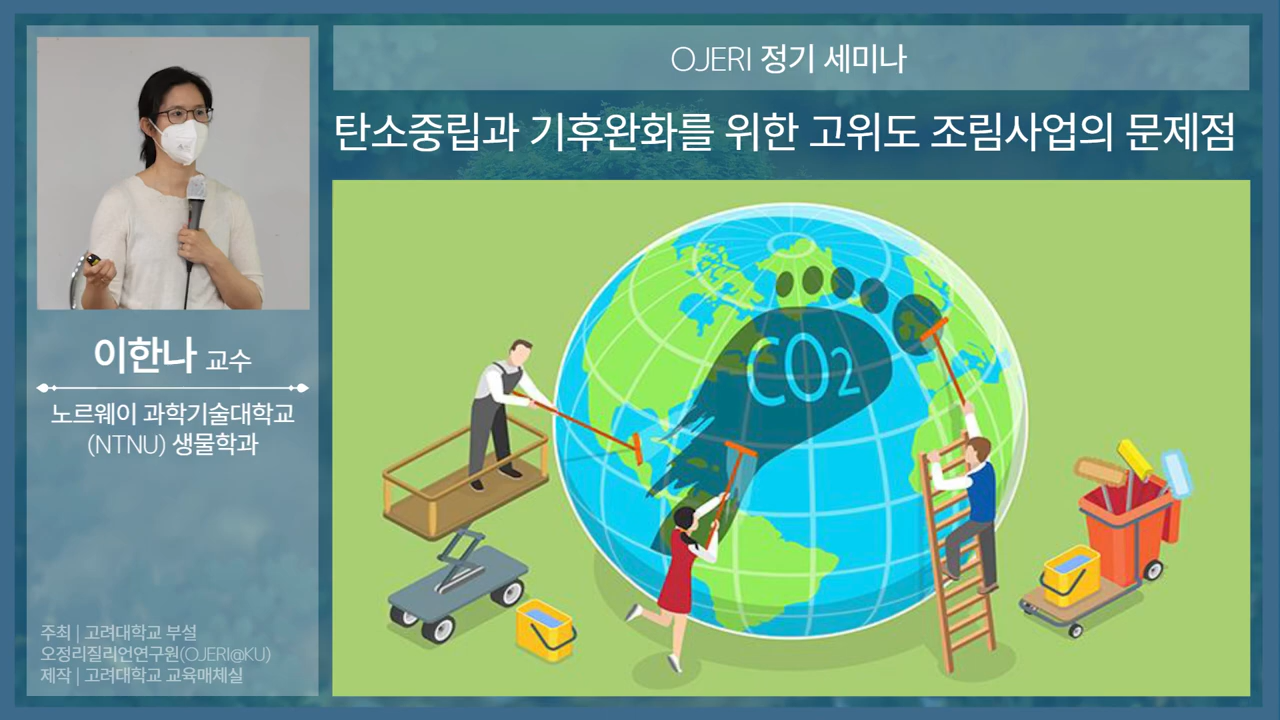 OJERI 정기 세미나
탄소중립과 기후완화를 위한 고위도 조림사업의 문제점
CO2
이한나 교수
노르웨이 과학기술대학교
(NTNU) 생물학과
주최 | 고려대학교 부설
오정리질리언연구원(OJERI@KU)
제작 | 고려대학교 교육매체실